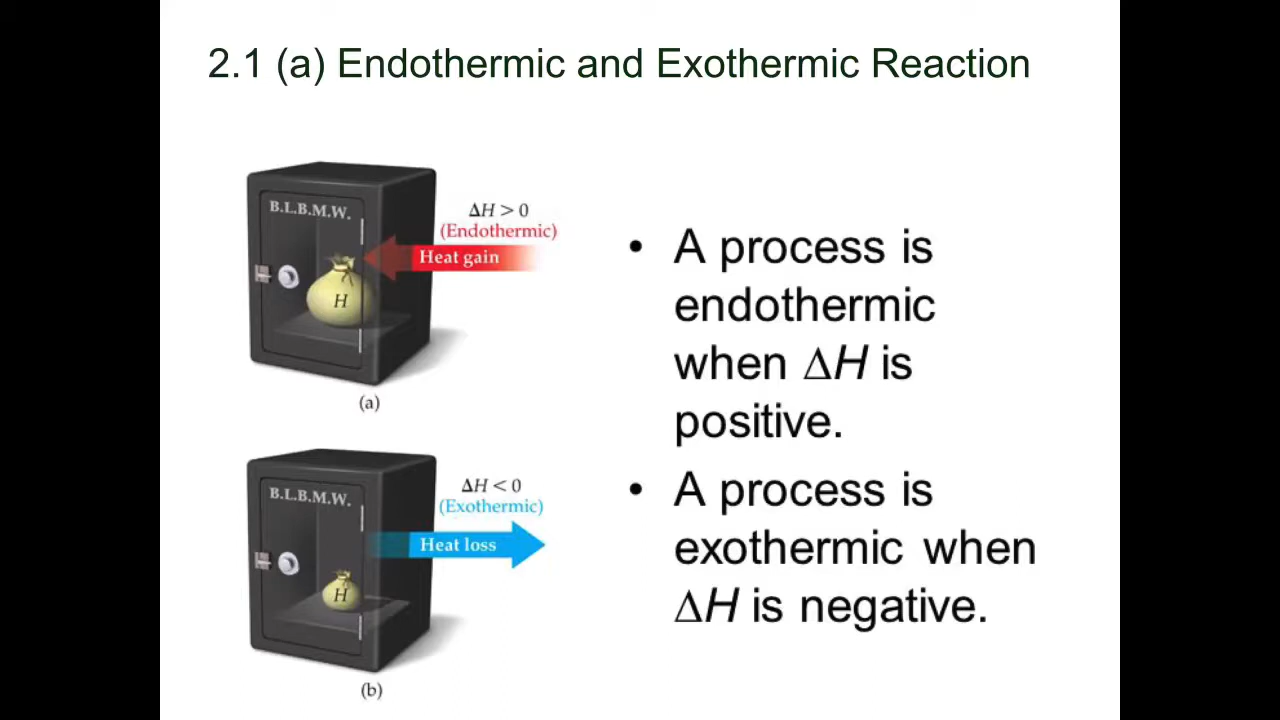 2.1 (a) Endothermic and Exothermic Reaction
B.L.B.M.W.
ΔH > 0
(Endothermic)
Heat gain
H
(a)
B.L.B.M.W.
ΔH < 0
(Exothermic)
Heat loss
H
(b)
• A process is
endothermic
when ΔH is
positive.
• A process is
exothermic when
ΔH is negative.